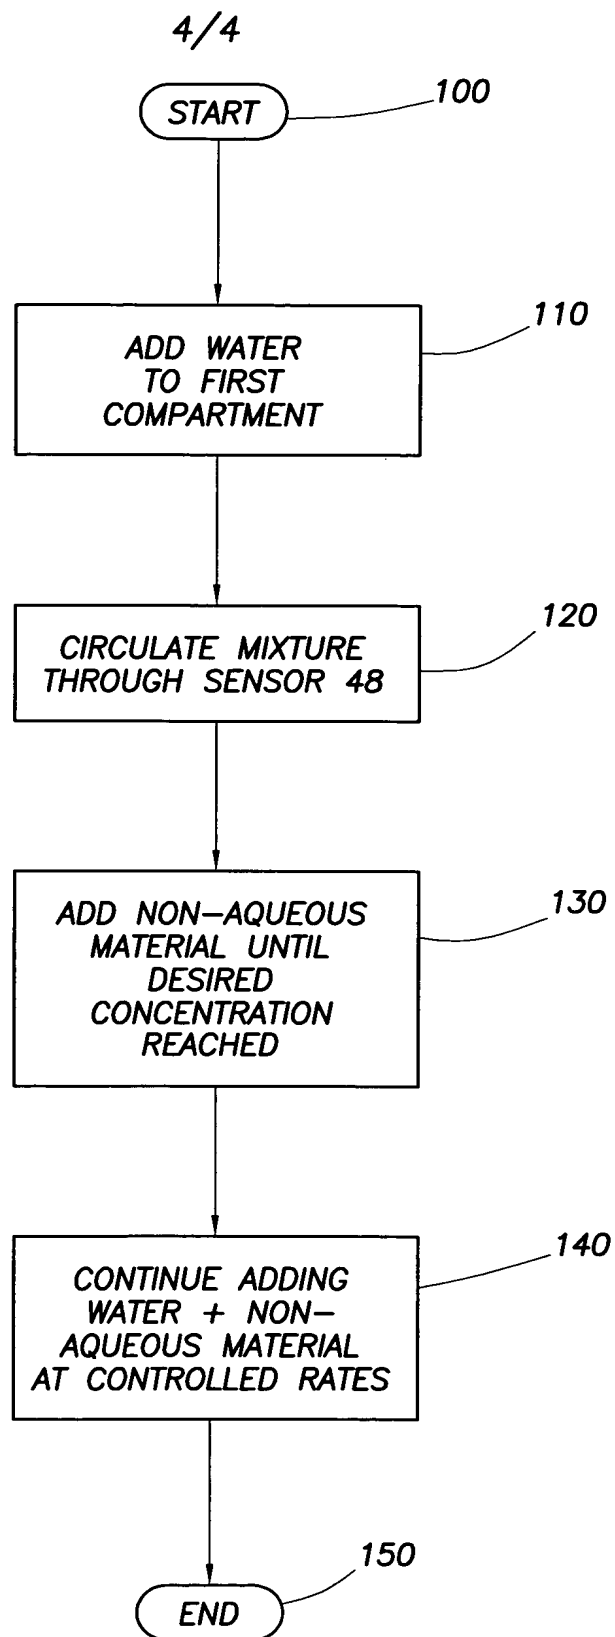 4/4
100
START
110
ADD WATER
TO FIRST
COMPARTMENT
120
CIRCULATE MIXTURE
THROUGH SENSOR 48
130
ADD NON-AQUEOUS
MATERIAL UNTIL
DESIRED
CONCENTRATION
REACHED
140
CONTINUE ADDING
WATER + NON-
AQUEOUS MATERIAL
AT CONTROLLED RATES
150
END